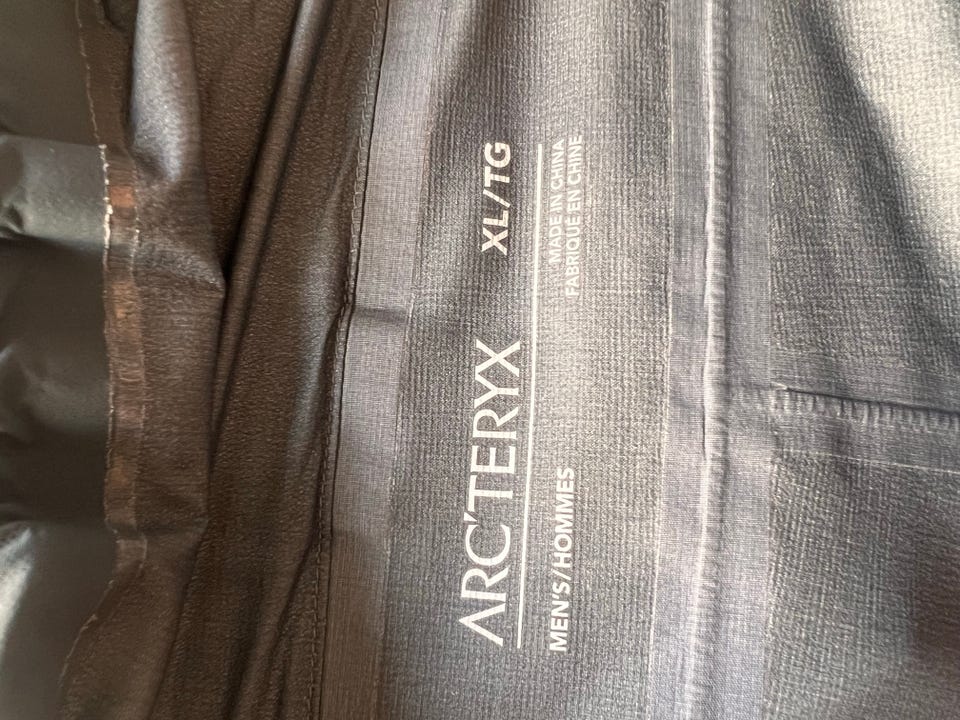 ARC'TERYX XL/TG
MEN'S/HOMMES MADE IN CHINA
FABRIQUÉ EN CHINE